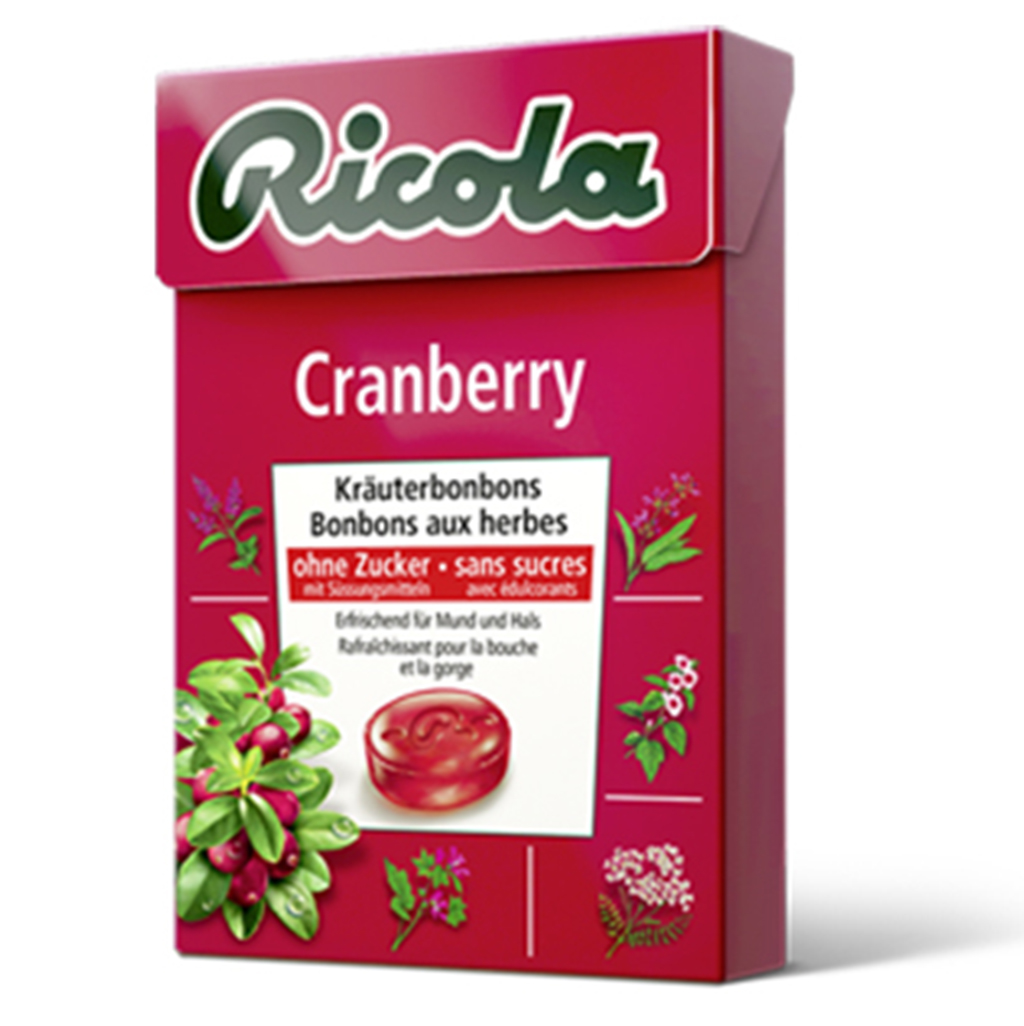 Ricola
Cranberry
Kräuterbonbons
Bonbons aux herbes
ohne Zucker • sans sucres
mit Süssungsmitteln avec édulcorants
Erfrischend für Mund und Hals
Rafraîchissant pour la bouche
et la gorge